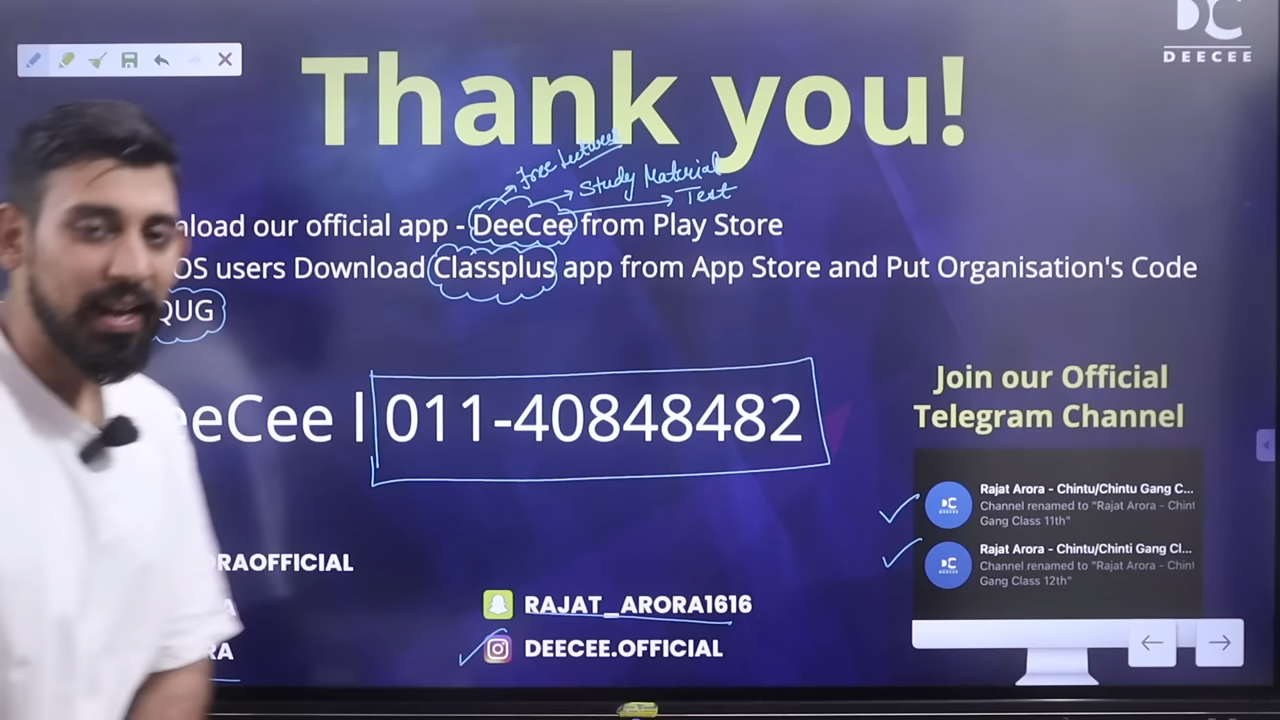 DC
DEECEE
Thank you!
Free Lectures
Study Material
Test
nload our official app - DeeCee from Play Store
OS users Download Classplus app from App Store and Put Organisation's Code
QUG
eeCee | 011-40848482
Join our Official
Telegram Channel
Rajat Arora - Chintu/Chintu Gang C...
Channel renamed to "Rajat Arora - Chint
Gang Class 11th"
Rajat Arora - Chintu/Chinti Gang Cl...
Channel renamed to "Rajat Arora - Chint
Gang Class 12th"
RAOFFICIAL
RAJAT_ARORA1616
RA
DEECEE.OFFICIAL